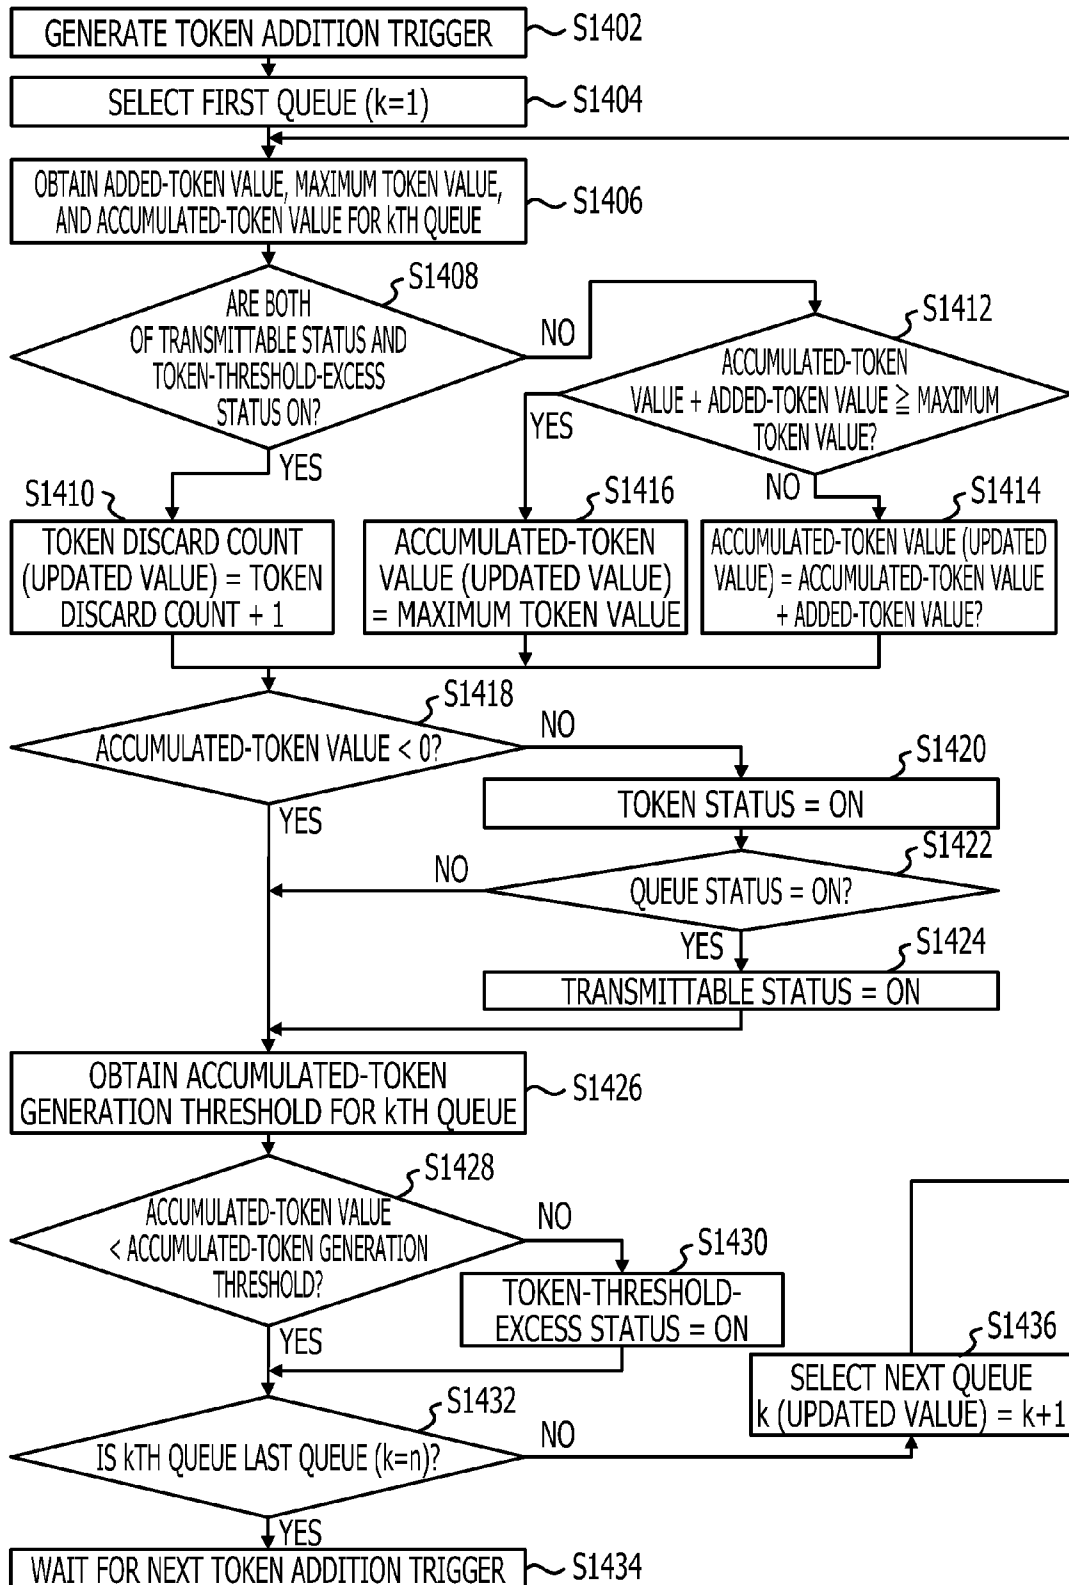 GENERATE TOKEN ADDITION TRIGGER
S1402
SELECT FIRST QUEUE (k=1)
S1404
OBTAIN ADDED-TOKEN VALUE, MAXIMUM TOKEN VALUE,
AND ACCUMULATED-TOKEN VALUE FOR kTH QUEUE
S1406
S1408
ARE BOTH
OF TRANSMITTABLE STATUS AND
TOKEN-THRESHOLD-EXCESS
STATUS ON?
NO
YES
S1412
ACCUMULATED-TOKEN
VALUE + ADDED-TOKEN VALUE ≧ MAXIMUM
TOKEN VALUE?
YES
NO
S1410
TOKEN DISCARD COUNT
(UPDATED VALUE) = TOKEN
DISCARD COUNT + 1
S1416
ACCUMULATED-TOKEN
VALUE (UPDATED VALUE)
= MAXIMUM TOKEN VALUE
S1414
ACCUMULATED-TOKEN VALUE (UPDATED
VALUE) = ACCUMULATED-TOKEN VALUE
+ ADDED-TOKEN VALUE?
S1418
ACCUMULATED-TOKEN VALUE < 0?
NO
YES
S1420
TOKEN STATUS = ON
S1422
QUEUE STATUS = ON?
NO
YES
S1424
TRANSMITTABLE STATUS = ON
OBTAIN ACCUMULATED-TOKEN
GENERATION THRESHOLD FOR kTH QUEUE
S1426
S1428
ACCUMULATED-TOKEN VALUE
< ACCUMULATED-TOKEN GENERATION
THRESHOLD?
NO
YES
S1430
TOKEN-THRESHOLD-
EXCESS STATUS = ON
S1432
IS kTH QUEUE LAST QUEUE (k=n)?
NO
YES
S1436
SELECT NEXT QUEUE
k (UPDATED VALUE) = k+1
WAIT FOR NEXT TOKEN ADDITION TRIGGER
S1434